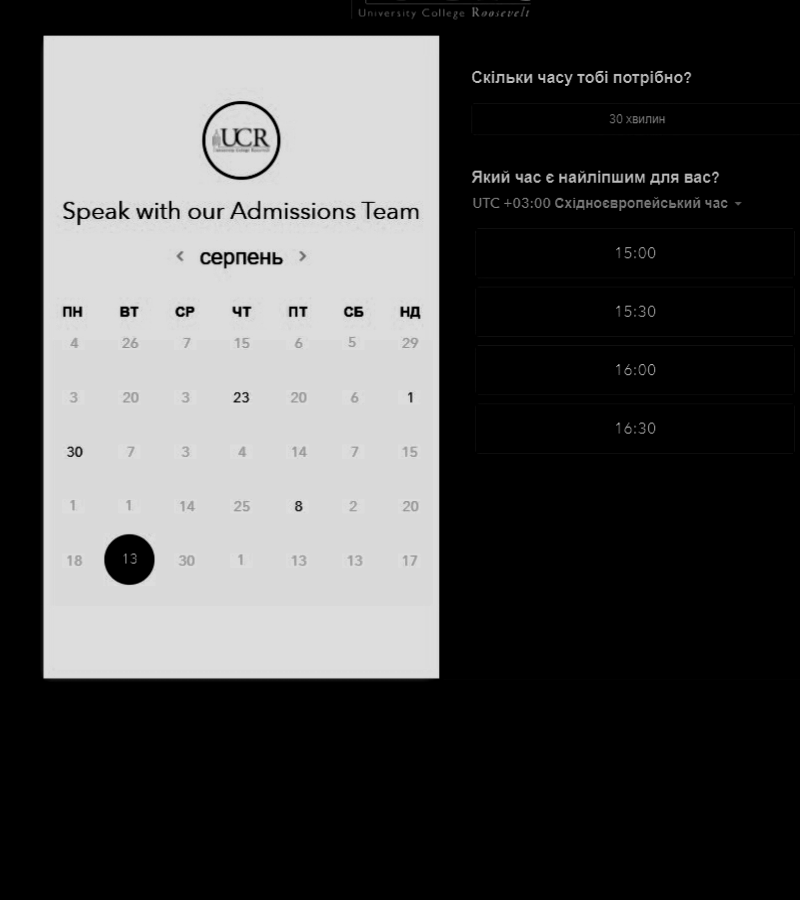 University College Roosevelt
UCR
Speak with our Admissions Team
серпень
ПН ВТ СР ЧТ ПТ СБ НД
4 26 7 15 6 5 29
3 20 3 23 20 6 1
30 7 3 4 14 7 15
1 1 14 25 8 2 20
18 13 30 1 13 13 17
Скільки часу тобі потрібно?
30 хвилин
Який час є найліпшим для вас?
UTC +03:00 Східноєвропейський час
15:00
15:30
16:00
16:30